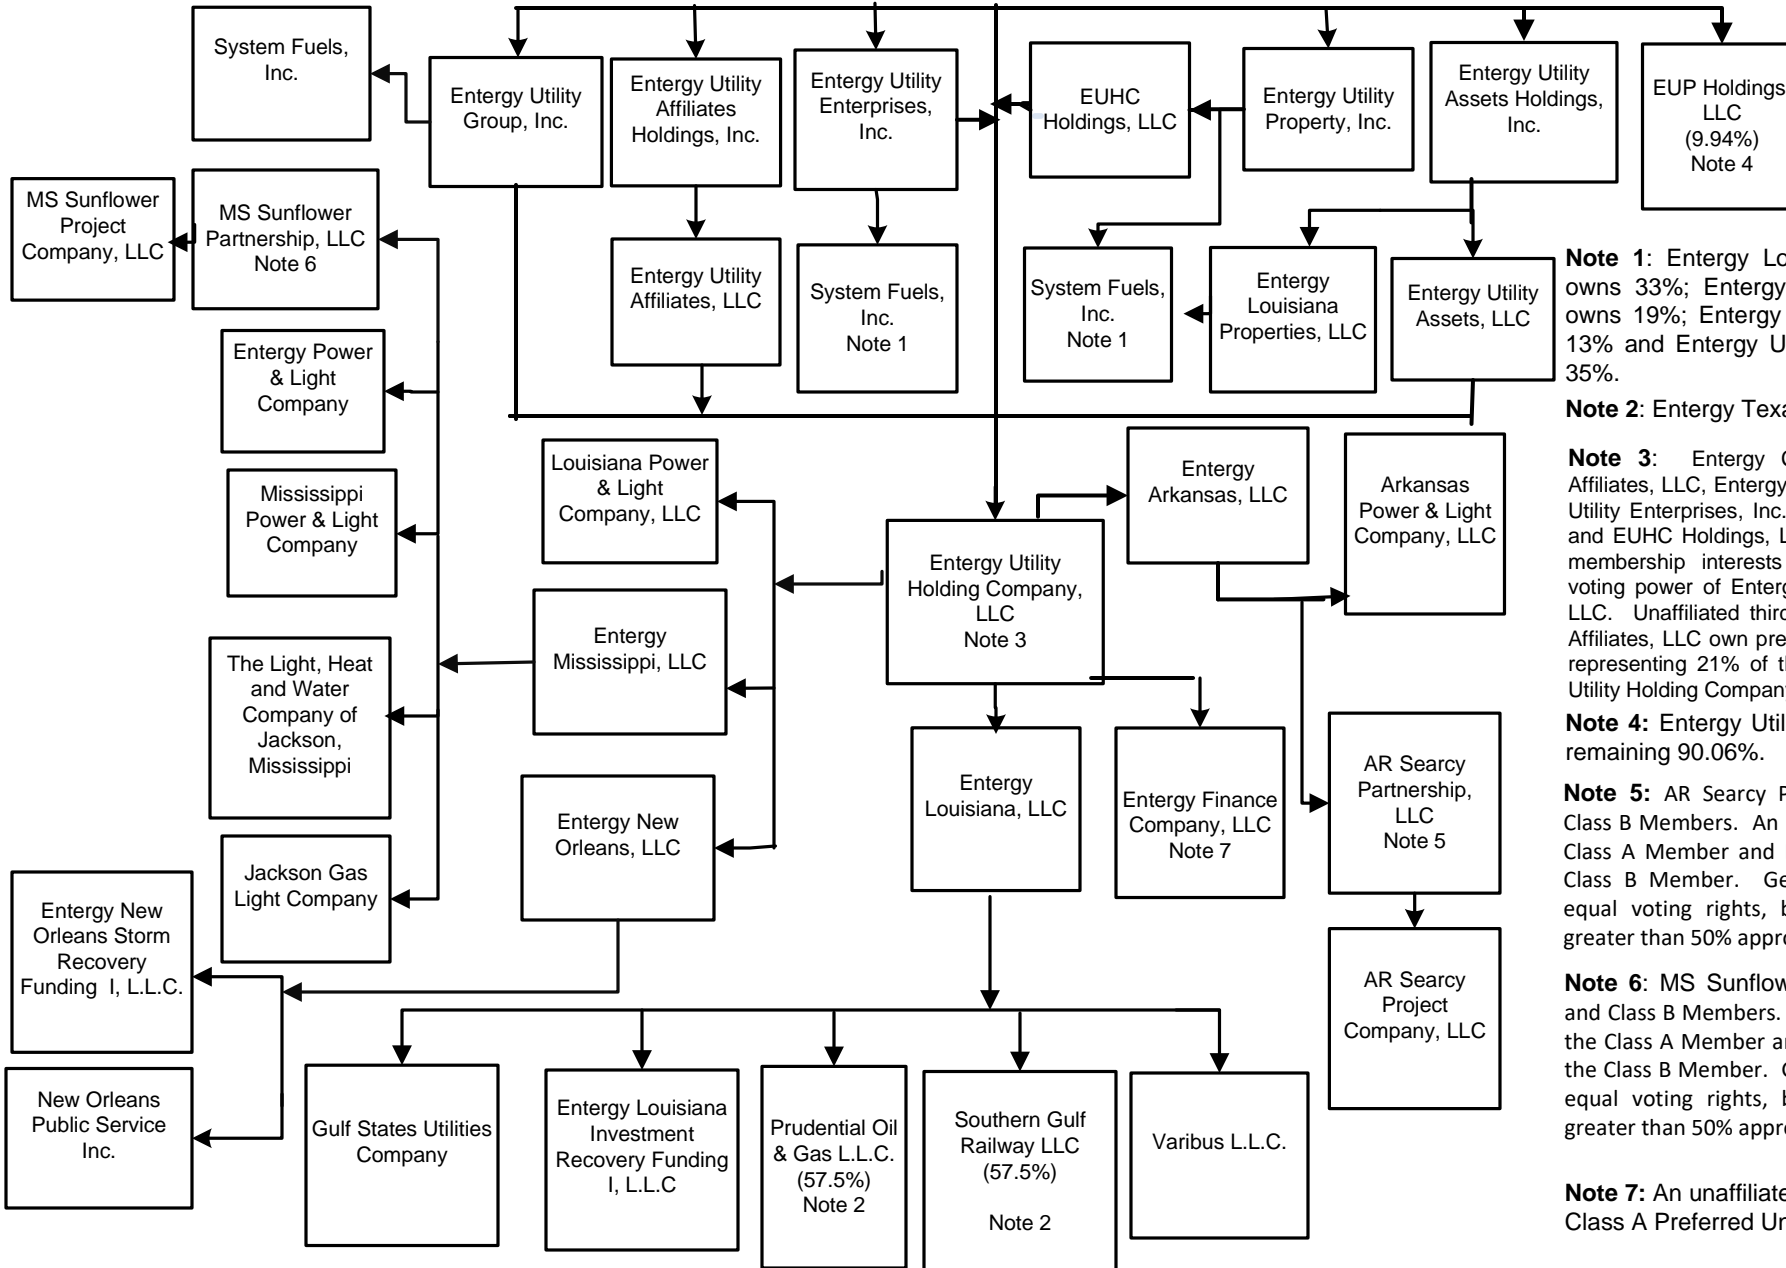 System Fuels,
Inc.
Entergy Utility
Group, Inc.
Entergy Utility
Affiliates
Holdings, Inc.
Entergy Utility
Enterprises,
Inc.
EUHC
Holdings, LLC
Entergy Utility
Property, Inc.
Entergy Utility
Assets Holdings,
Inc.
EUP Holdings
LLC
(9.94%)
Note 4
MS Sunflower
Project
Company, LLC
MS Sunflower
Partnership, LLC
Note 6
Entergy Utility
Affiliates, LLC
System Fuels,
Inc.
Note 1
System Fuels,
Inc.
Note 1
Entergy
Louisiana
Properties, LLC
Entergy Utility
Assets, LLC
Entergy Power
& Light
Company
Mississippi
Power & Light
Company
The Light, Heat
and Water
Company of
Jackson,
Mississippi
Jackson Gas
Light Company
Louisiana Power
& Light
Company, LLC
Entergy
Mississippi, LLC
Entergy New
Orleans, LLC
Entergy Utility
Holding Company,
LLC
Note 3
Entergy
Arkansas, LLC
Arkansas
Power & Light
Company, LLC
Entergy
Louisiana, LLC
Entergy Finance
Company, LLC
Note 7
AR Searcy
Partnership,
LLC
Note 5
AR Searcy
Project
Company, LLC
Entergy New
Orleans Storm
Recovery
Funding I, L.L.C.
New Orleans
Public Service
Inc.
Gulf States Utilities
Company
Entergy Louisiana
Investment
Recovery Funding
I, L.L.C
Prudential Oil
& Gas L.L.C.
(57.5%)
Note 2
Southern Gulf
Railway LLC
(57.5%)
Note 2
Varibus L.L.C.
Note 1: Entergy Lo
owns 33%; Entergy
owns 19%; Entergy
13% and Entergy U
35%.
Note 2: Entergy Texa
Note 3: Entergy
Affiliates, LLC, Entergy
Utility Enterprises, Inc.
and EUHC Holdings, L
membership interests
voting power of Enterg
LLC. Unaffiliated third
Affiliates, LLC own pre
representing 21% of t
Utility Holding Company
Note 4: Entergy Util
remaining 90.06%.
Note 5: AR Searcy P
Class B Members. An
Class A Member and
Class B Member. Ge
equal voting rights, b
greater than 50% appro
Note 6: MS Sunflow
and Class B Members.
the Class A Member a
the Class B Member.
equal voting rights, b
greater than 50% appro
Note 7: An unaffiliate
Class A Preferred Un